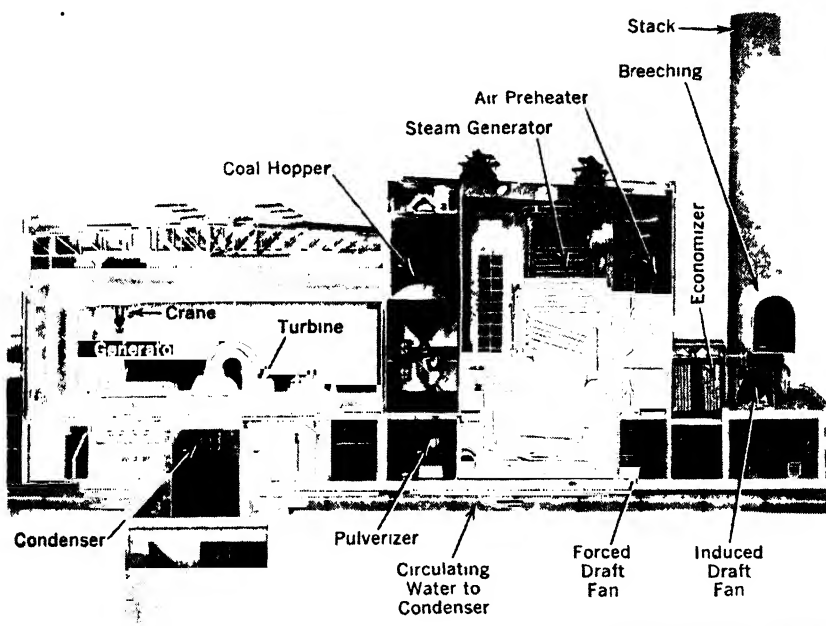 Stack
Breeching
Air Preheater
Steam Generator
Coal Hopper
Economizer
Crane
Generato
Turbine
Condenser
Pulverizer
Circulating
Water to
Condenser
Forced
Draft
Fan
Induced
Draft
Fan